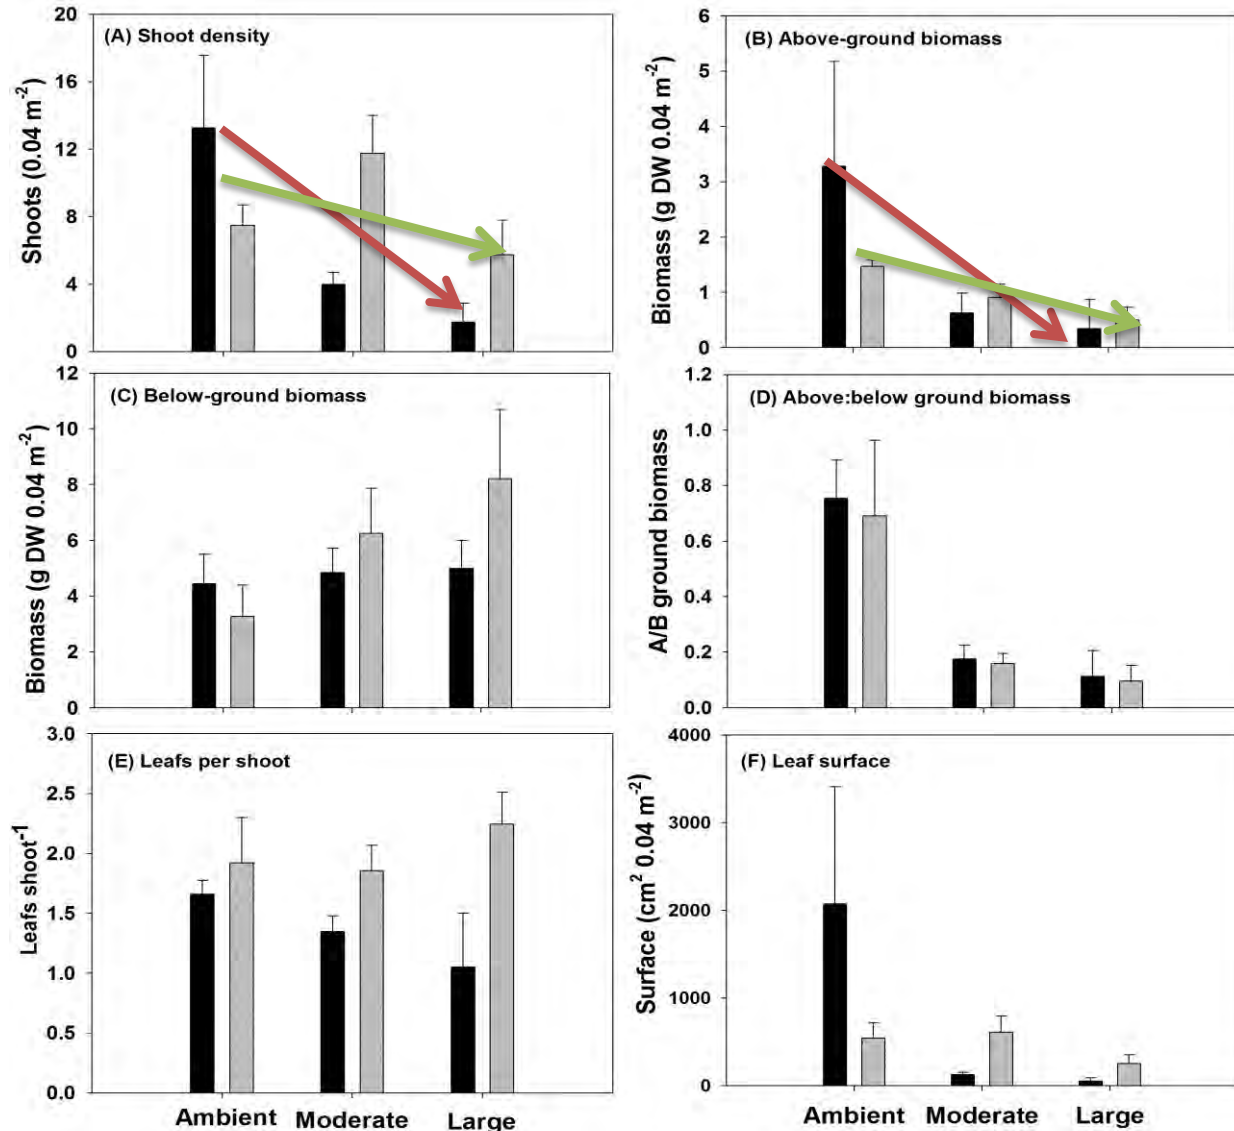 (A) Shoot density
Shoots (0.04 m-2)
20
16
12
8
4
0
(B) Above-ground biomass
Biomass (g DW 0.04 m-2)
6
5
4
3
2
1
0
(C) Below-ground biomass
Biomass (g DW 0.04 m-2)
12
10
8
6
4
2
0
(D) Above:below ground biomass
A/B ground biomass
1.2
1.0
0.8
0.6
0.4
0.2
0.0
(E) Leafs per shoot
Leafs shoot-1
3.0
2.5
2.0
1.5
1.0
0.5
0.0
Ambient Moderate Large
(F) Leaf surface
Surface (cm2 0.04 m-2)
4000
3000
2000
1000
0
Ambient Moderate Large